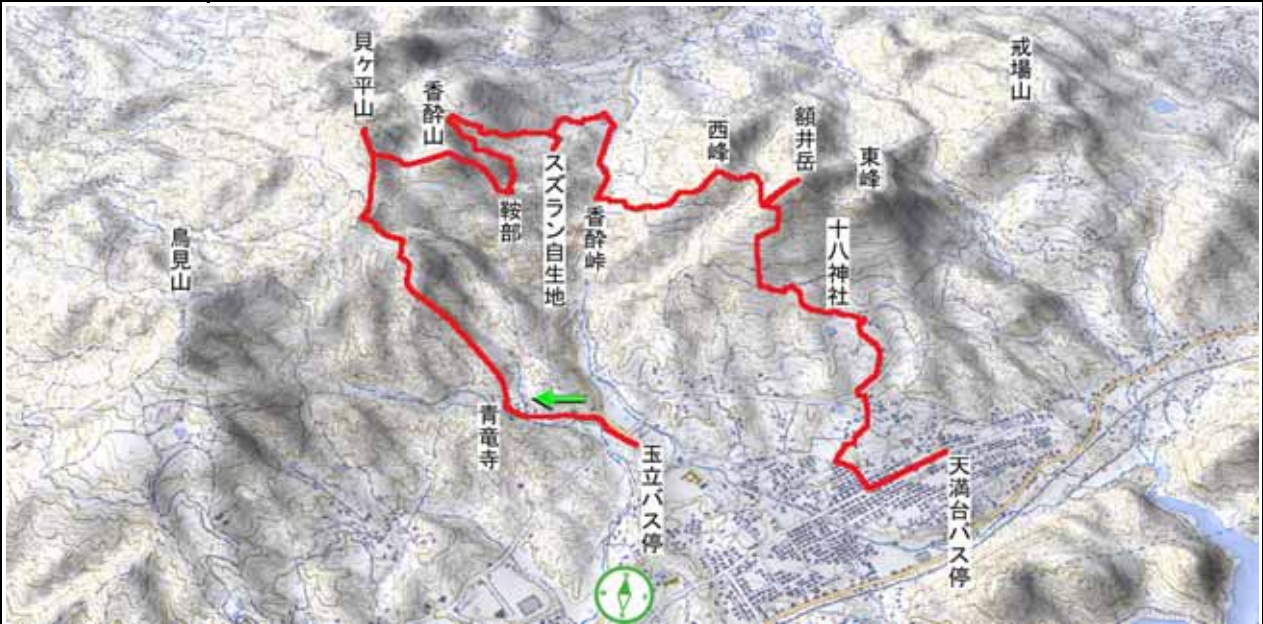 貝ヶ平山
香酔山
鞍部
スズラン自生地
香酔峠
西峰
額井岳
東峰
戒場山
十八神社
鳥見山
青竜寺
玉立バス停
天満台バス停